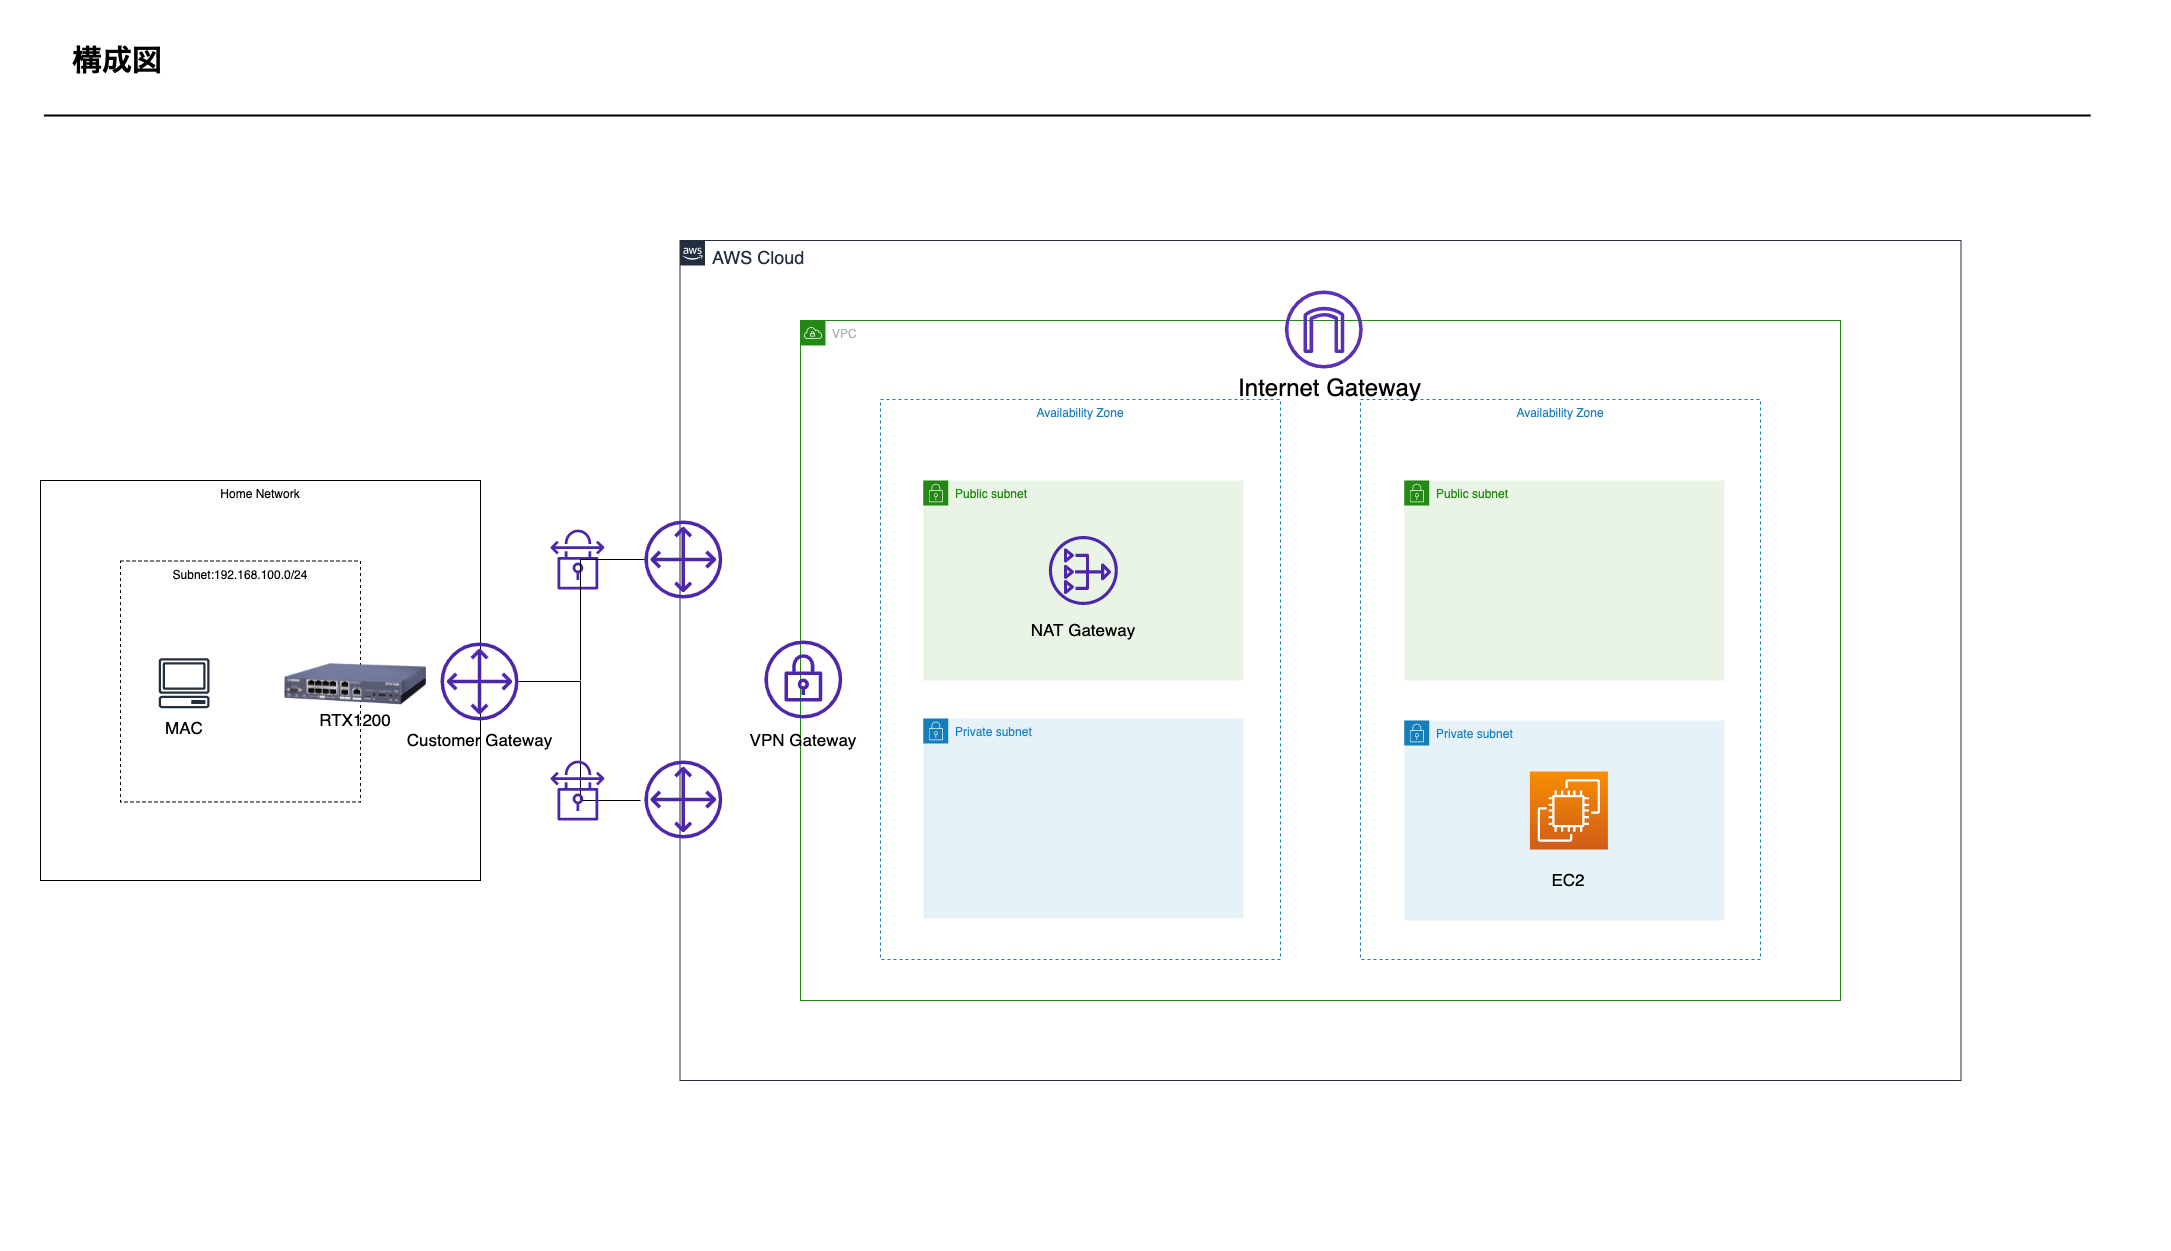 構成図
aws
AWS Cloud
VPC
Internet Gateway
Availability Zone
Availability Zone
Home Network
Public subnet
Public subnet
Subnet:192.168.100.0/24
NAT Gateway
MAC
RTX1200
Customer Gateway
VPN Gateway
Private subnet
Private subnet
EC2